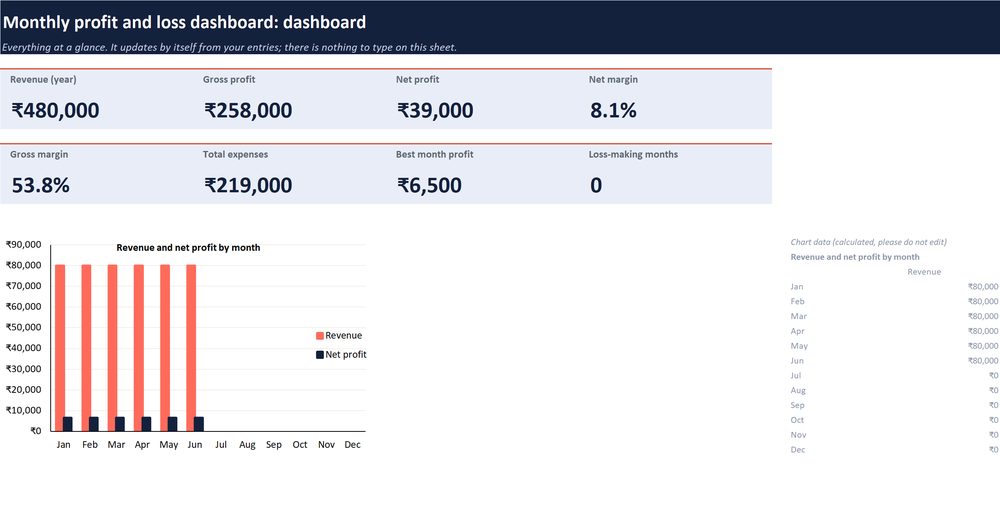 Monthly profit and loss dashboard: dashboard
Everything at a glance. It updates by itself from your entries; there is nothing to type on this sheet.
Revenue (year) Gross profit Net profit Net margin
₹480,000 ₹258,000 ₹39,000 8.1%
Gross margin Total expenses Best month profit Loss-making months
53.8% ₹219,000 ₹6,500 0
Revenue and net profit by month
₹90,000
₹80,000
₹70,000
₹60,000
₹50,000
₹40,000
₹30,000
₹20,000
₹10,000
₹0
Jan Feb Mar Apr May Jun Jul Aug Sep Oct Nov Dec
Revenue
Net profit
Chart data (calculated, please do not edit)
Revenue and net profit by month
Revenue
Jan ₹80,000
Feb ₹80,000
Mar ₹80,000
Apr ₹80,000
May ₹80,000
Jun ₹80,000
Jul ₹0
Aug ₹0
Sep ₹0
Oct ₹0
Nov ₹0
Dec ₹0